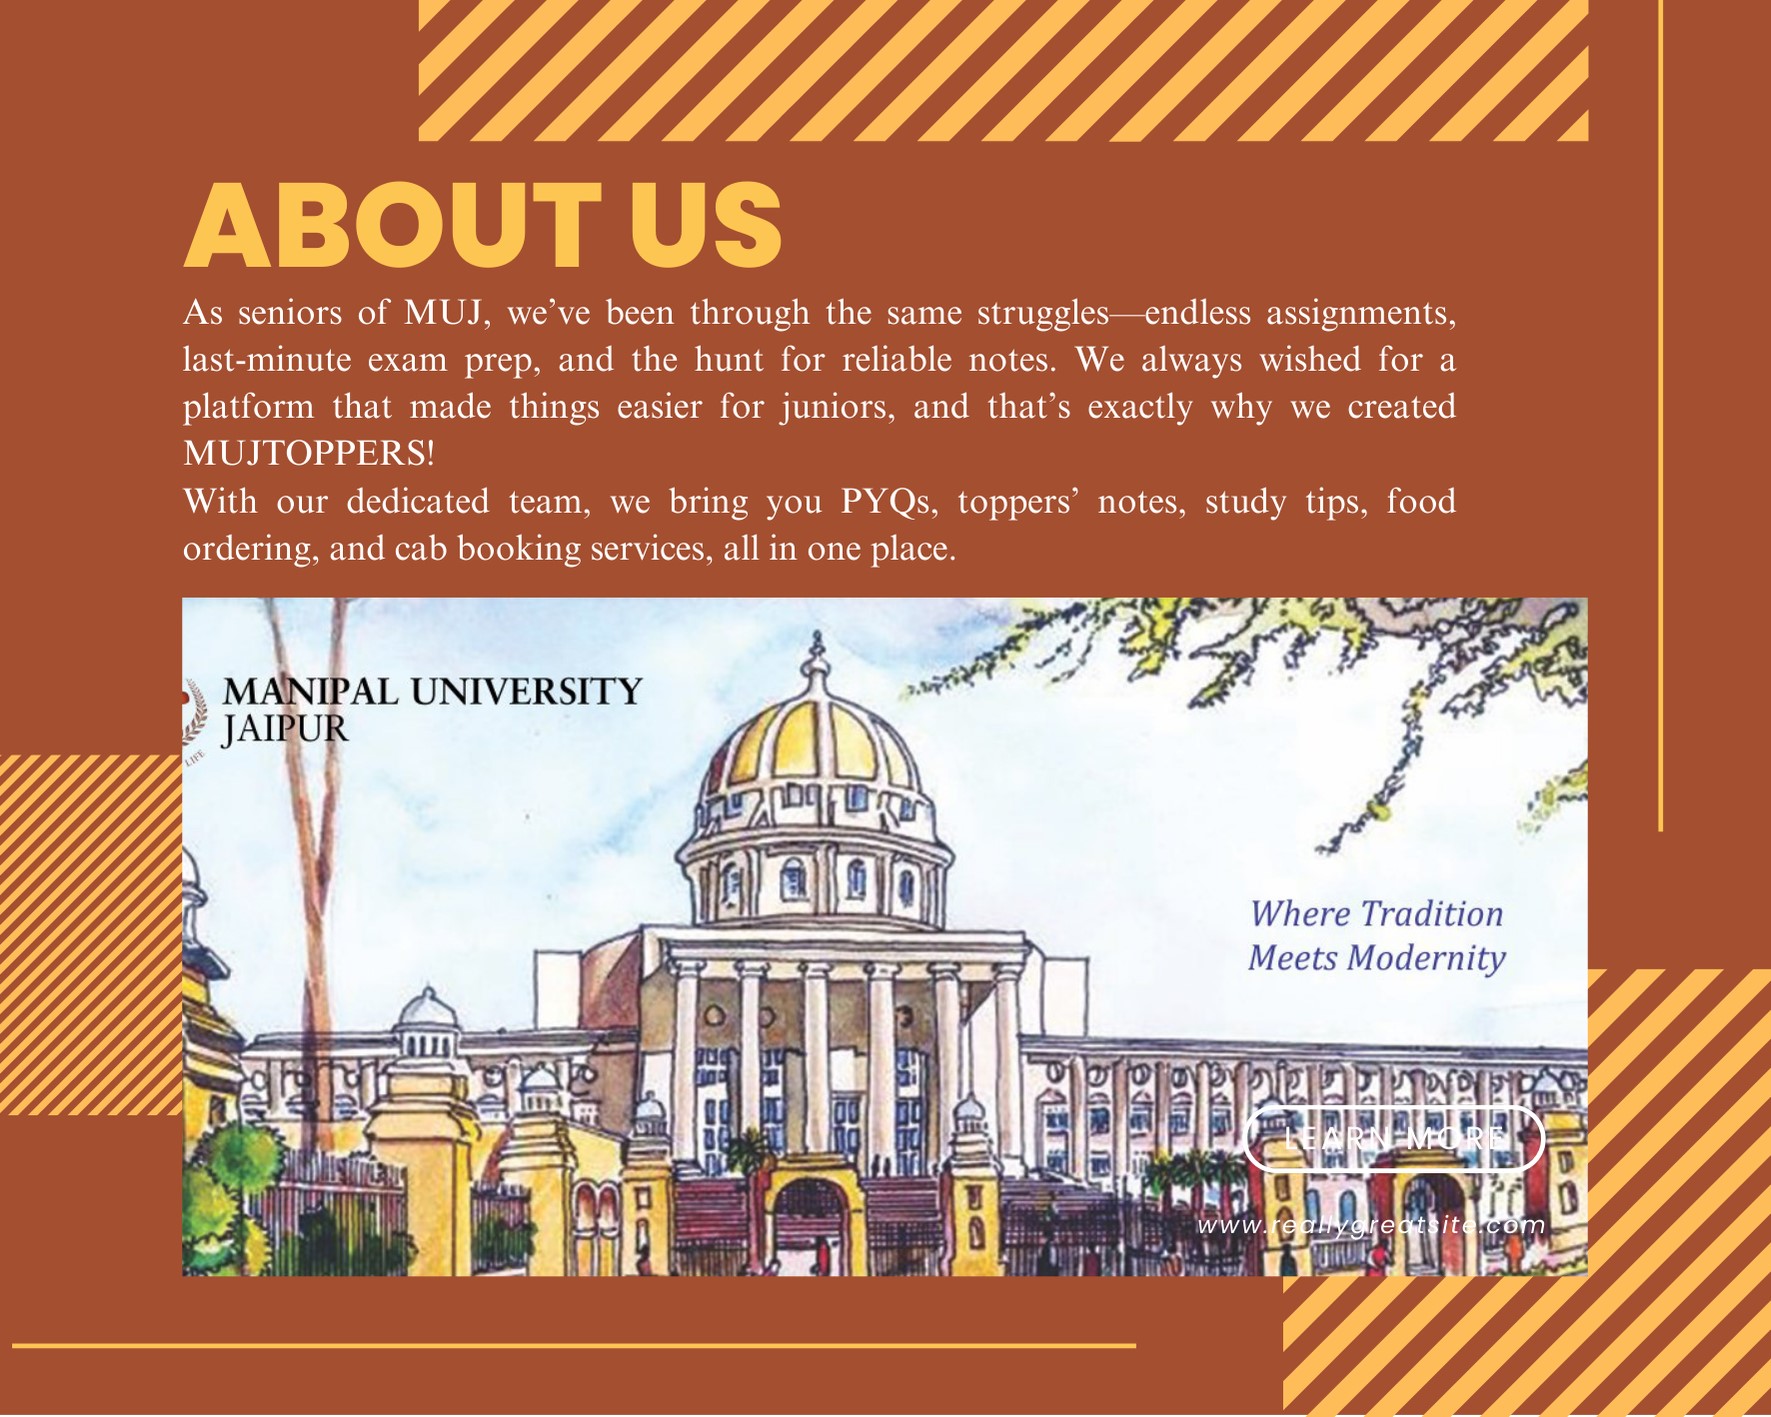 ABOUT US
As seniors of MUJ, we’ve been through the same struggles—endless assignments,
last-minute exam prep, and the hunt for reliable notes. We always wished for a
platform that made things easier for juniors, and that’s exactly why we created
MUJTOPPERS!
With our dedicated team, we bring you PYQs, toppers’ notes, study tips, food
ordering, and cab booking services, all in one place.
MANIPAL UNIVERSITY
JAIPUR
LIFE
Where Tradition
Meets Modernity
LEARN MORE
www.reallygreatsite.com